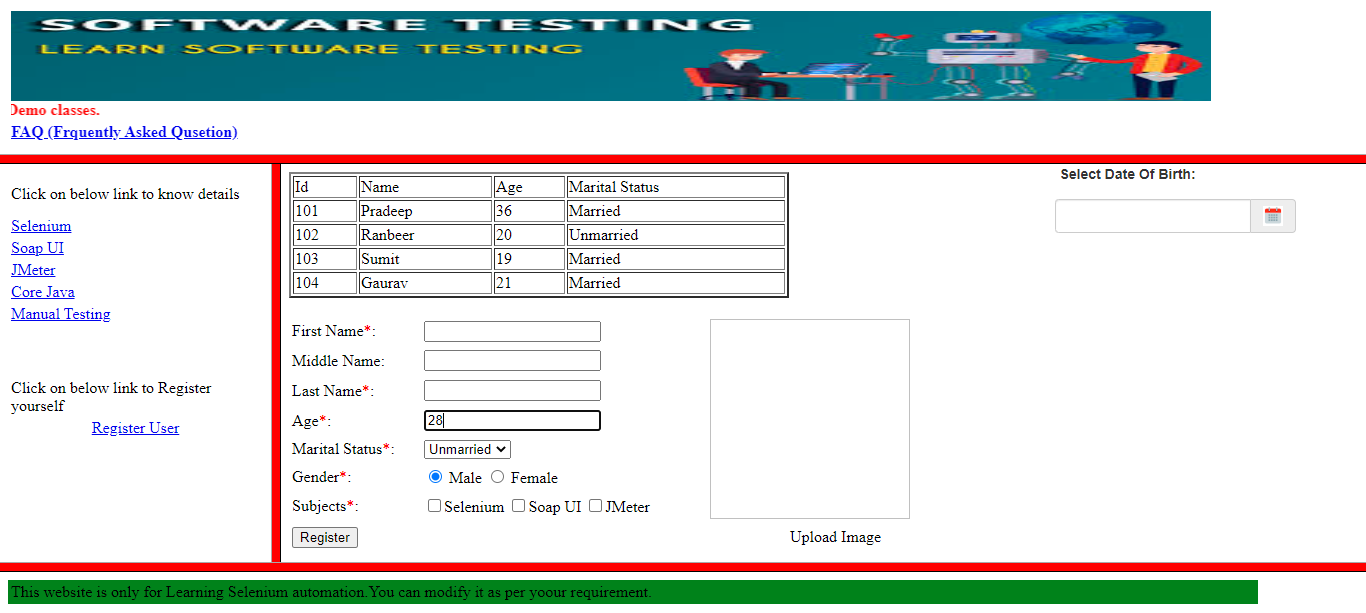 SOFTWARE TESTING
LEARN SOFTWARE TESTING
Demo classes.
FAQ (Frquently Asked Qusetion)
Click on below link to know details
Selenium
Soap UI
JMeter
Core Java
Manual Testing
Click on below link to Register
yourself
Register User
Id Name Age Marital Status
101 Pradeep 36 Married
102 Ranbeer 20 Unmarried
103 Sumit 19 Married
104 Gaurav 21 Married
Select Date Of Birth:
First Name*:
Middle Name:
Last Name*:
Age*: 28
Marital Status*: Unmarried
Gender*: Male Female
Subjects*: Selenium Soap UI JMeter
Register
Upload Image
This website is only for Learning Selenium automation.You can modify it as per yoour requirement.